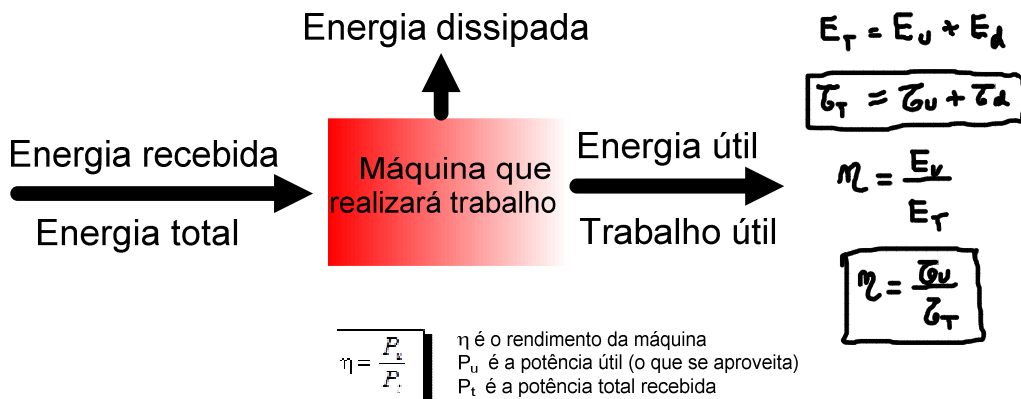 Energia dissipada
Energia recebida
Energia total
Máquina que
realizará trabalho
Energia útil
Trabalho útil
E_T = E_U + E_d
τ_T = τ_U + τ_d
η = E_U / E_T
η = τ_U / τ_T
η = P_u / P_t
η é o rendimento da máquina
P_u é a potência útil (o que se aproveita)
P_t é a potência total recebida